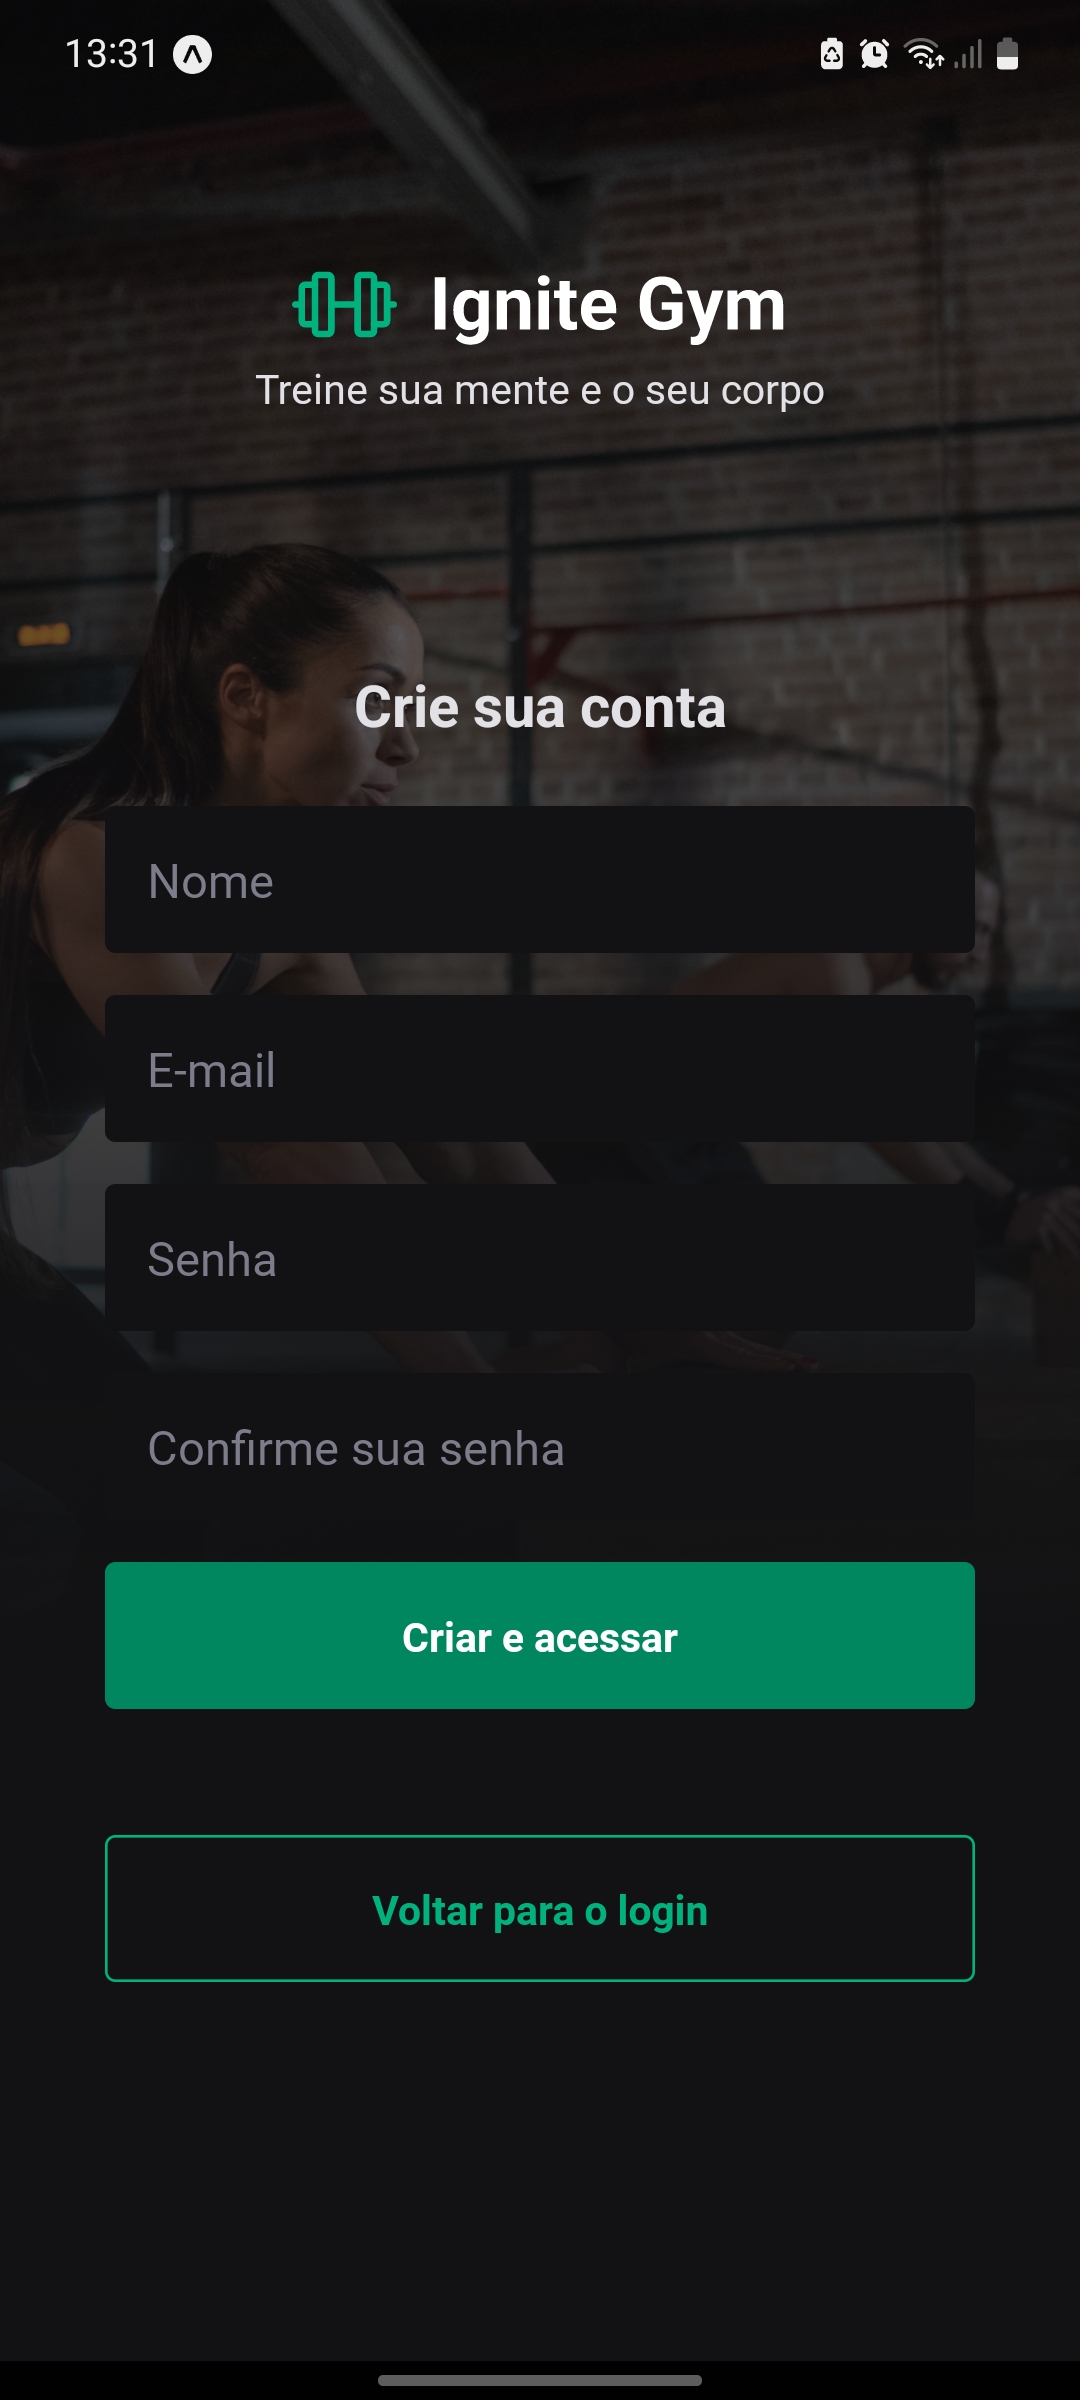 13:31
Ignite Gym
Treine sua mente e o seu corpo
Crie sua conta
Nome
E-mail
Senha
Confirme sua senha
Criar e acessar
Voltar para o login